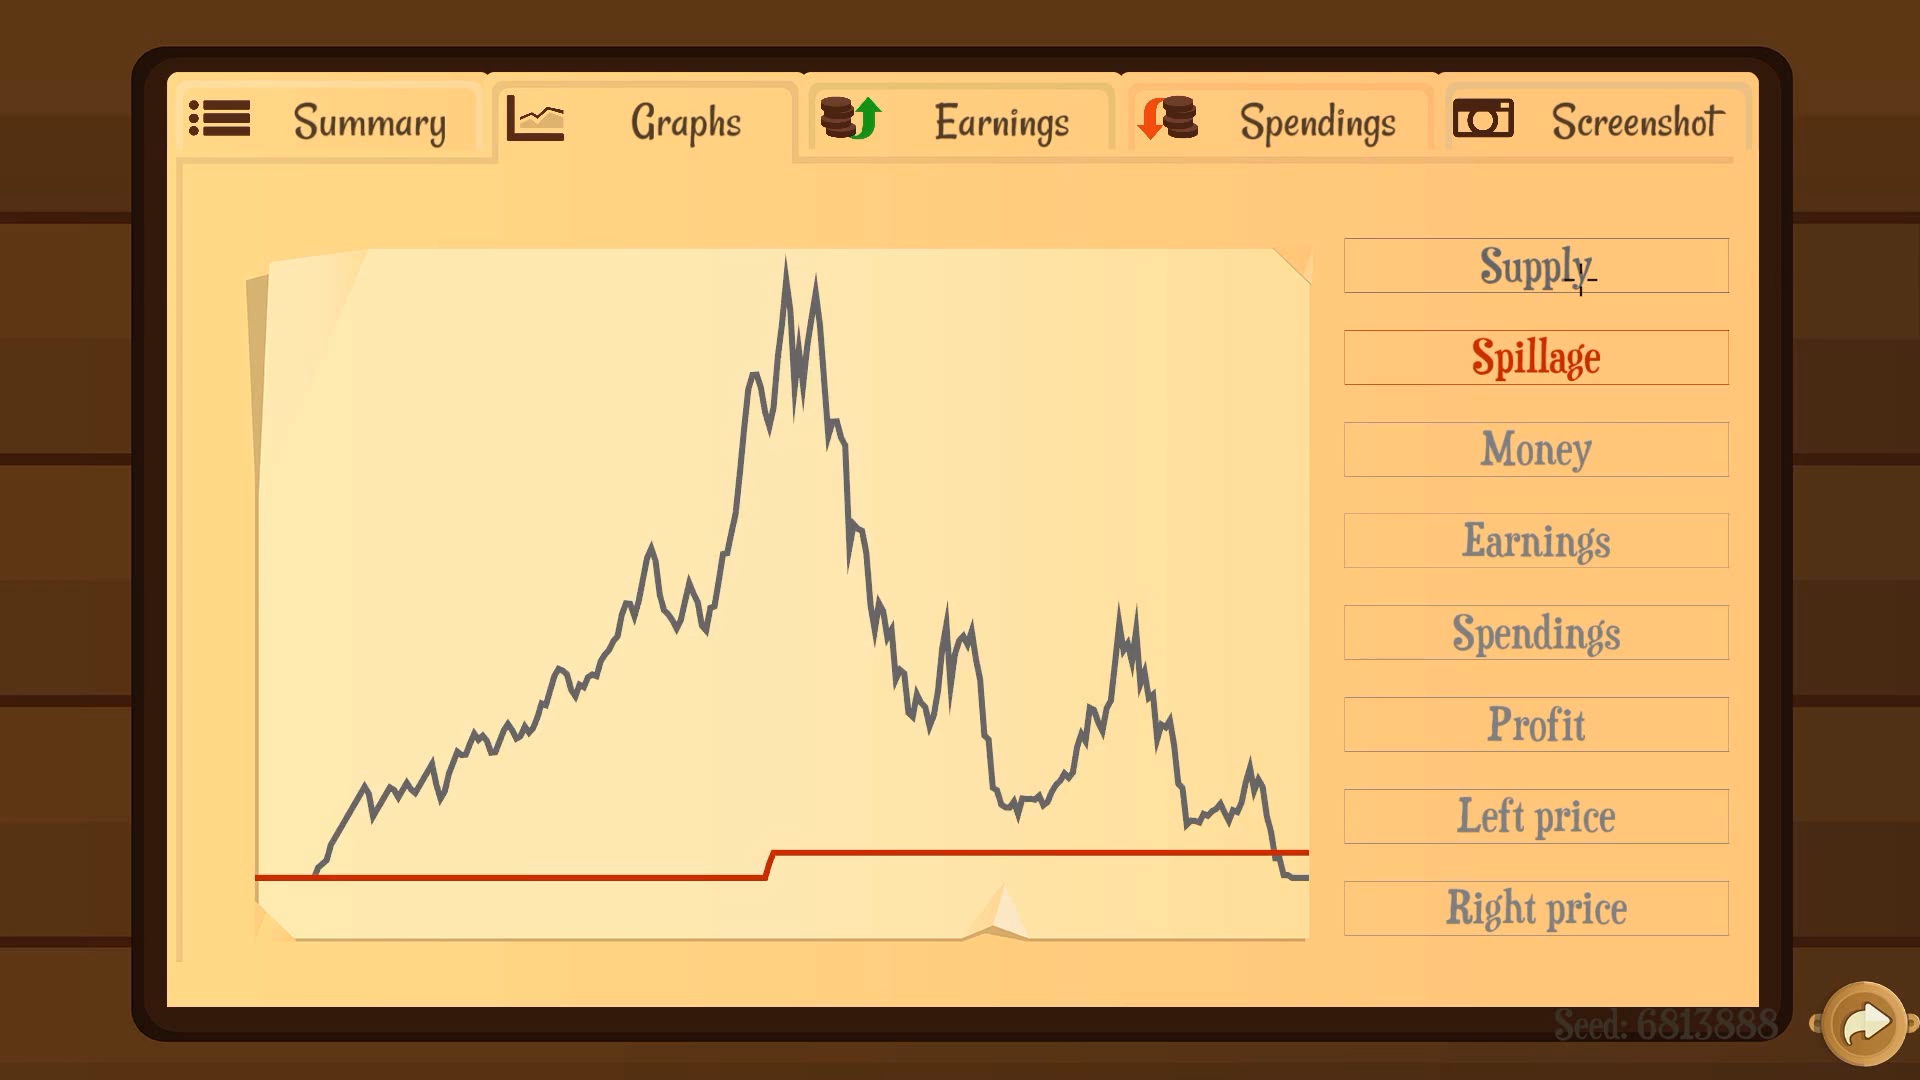 Summary
Graphs
Earnings
Spendings
Screenshot
Supply
Spillage
Money
Earnings
Spendings
Profit
Left price
Right price
Seed: 6813888